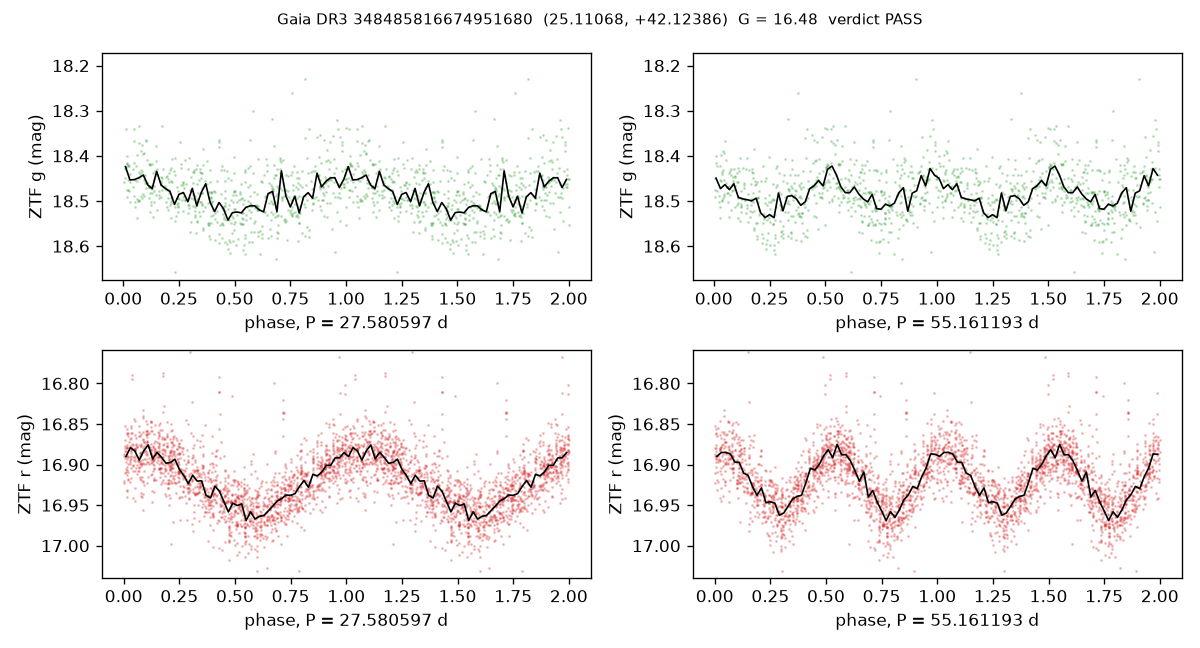 Gaia DR3 348485816674951680 (25.11068, +42.12386) G = 16.48 verdict PASS
ZTF g (mag)
18.2
18.3
18.4
18.5
18.6
0.00 0.25 0.50 0.75 1.00 1.25 1.50 1.75 2.00
phase, P = 27.580597 d
ZTF g (mag)
18.2
18.3
18.4
18.5
18.6
0.00 0.25 0.50 0.75 1.00 1.25 1.50 1.75 2.00
phase, P = 55.161193 d
ZTF r (mag)
16.80
16.85
16.90
16.95
17.00
0.00 0.25 0.50 0.75 1.00 1.25 1.50 1.75 2.00
phase, P = 27.580597 d
ZTF r (mag)
16.80
16.85
16.90
16.95
17.00
0.00 0.25 0.50 0.75 1.00 1.25 1.50 1.75 2.00
phase, P = 55.161193 d